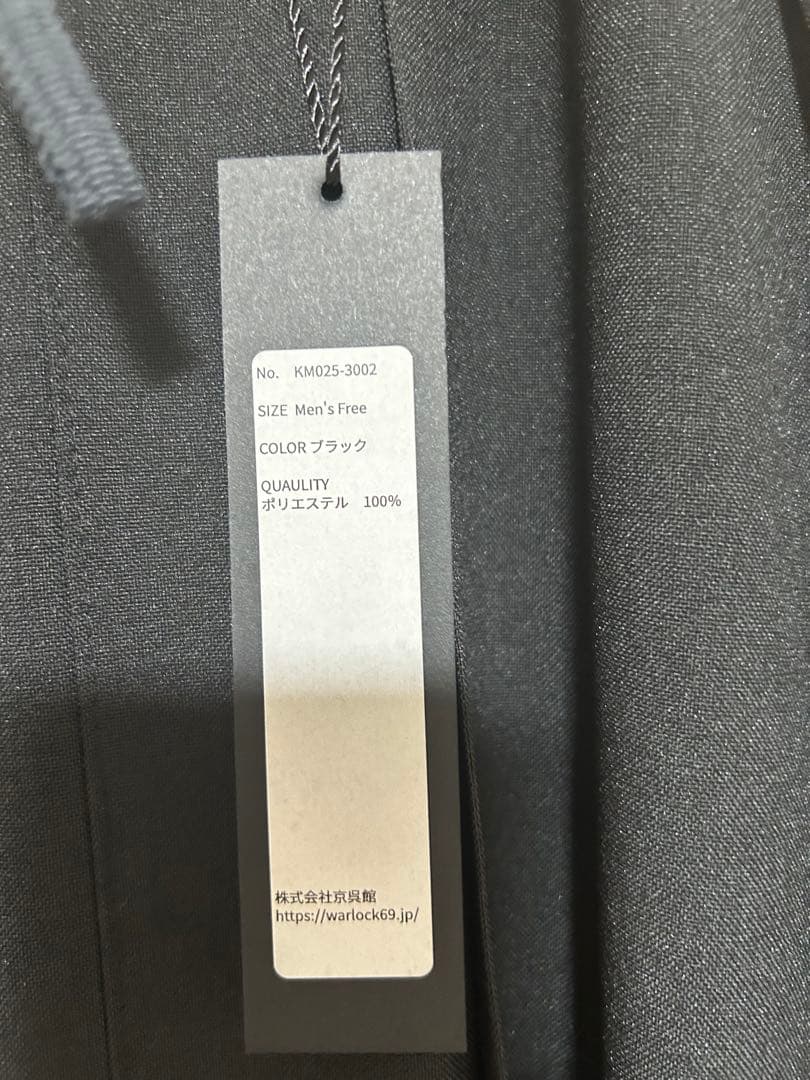 No. KM025-3002
SIZE Men's Free
COLOR ブラック
QUAULITY
ポリエステル 100%
株式会社京呉館
https://warlock69.jp/